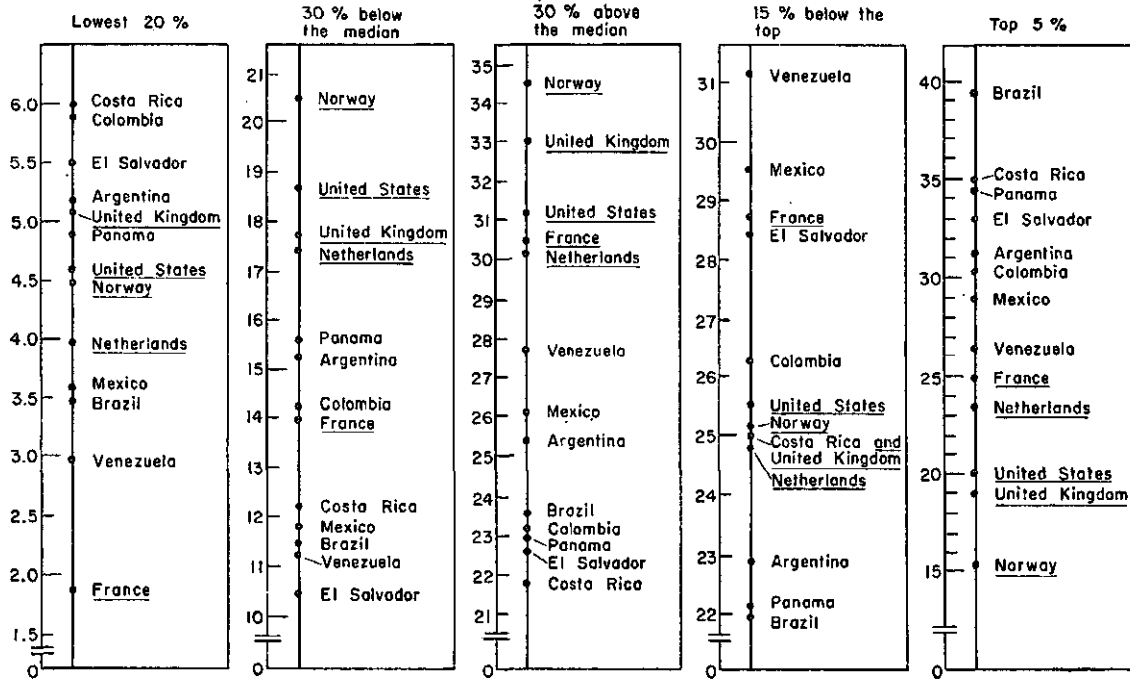 Lowest 20 %
6.0
5.5
5.0
4.5
4.0
3.5
3.0
2.5
2.0
1.5
0
Costa Rica
Colombia
El Salvador
Argentina
United Kingdom
Panama
United States
Norway
Netherlands
Mexico
Brazil
Venezuela
France
30 % below
the median
21
20
19
18
17
16
15
14
13
12
11
10
0
Norway
United States
United Kingdom
Netherlands
Panama
Argentina
Colombia
France
Costa Rica
Mexico
Brazil
Venezuela
El Salvador
30 % above
the median
35
34
33
32
31
30
29
28
27
26
25
24
23
22
21
0
Norway
United Kingdom
United States
France
Netherlands
Venezuela
Mexico
Argentina
Brazil
Colombia
Panama
El Salvador
Costa Rica
15 % below the
top
31
30
29
28
27
26
25
24
23
22
0
Venezuela
Mexico
France
El Salvador
Colombia
United States
Norway
Costa Rica and
United Kingdom
Netherlands
Argentina
Panama
Brazil
Top 5 %
40
35
30
25
20
15
0
Brazil
Costa Rica
Panama
El Salvador
Argentina
Colombia
Mexico
Venezuela
France
Netherlands
United States
United Kingdom
Norway